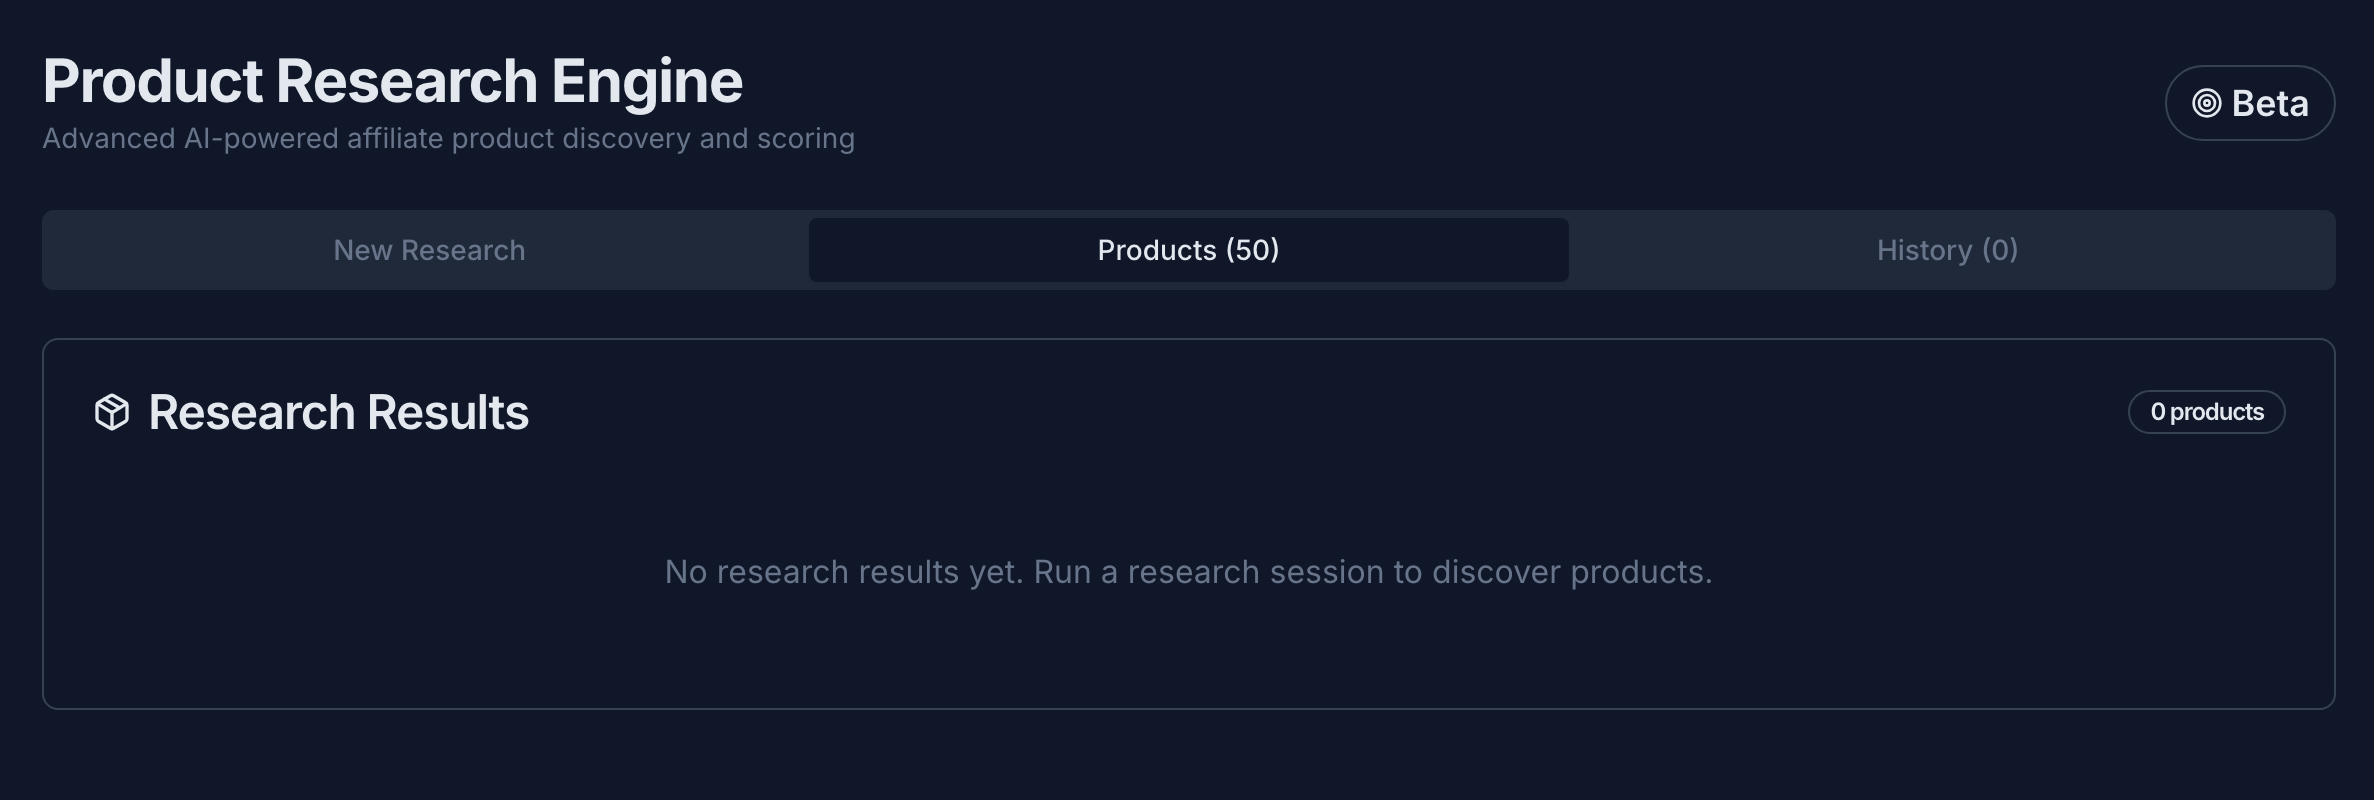 Product Research Engine
Advanced AI-powered affiliate product discovery and scoring
Beta
New Research
Products (50)
History (0)
Research Results
0 products
No research results yet. Run a research session to discover products.